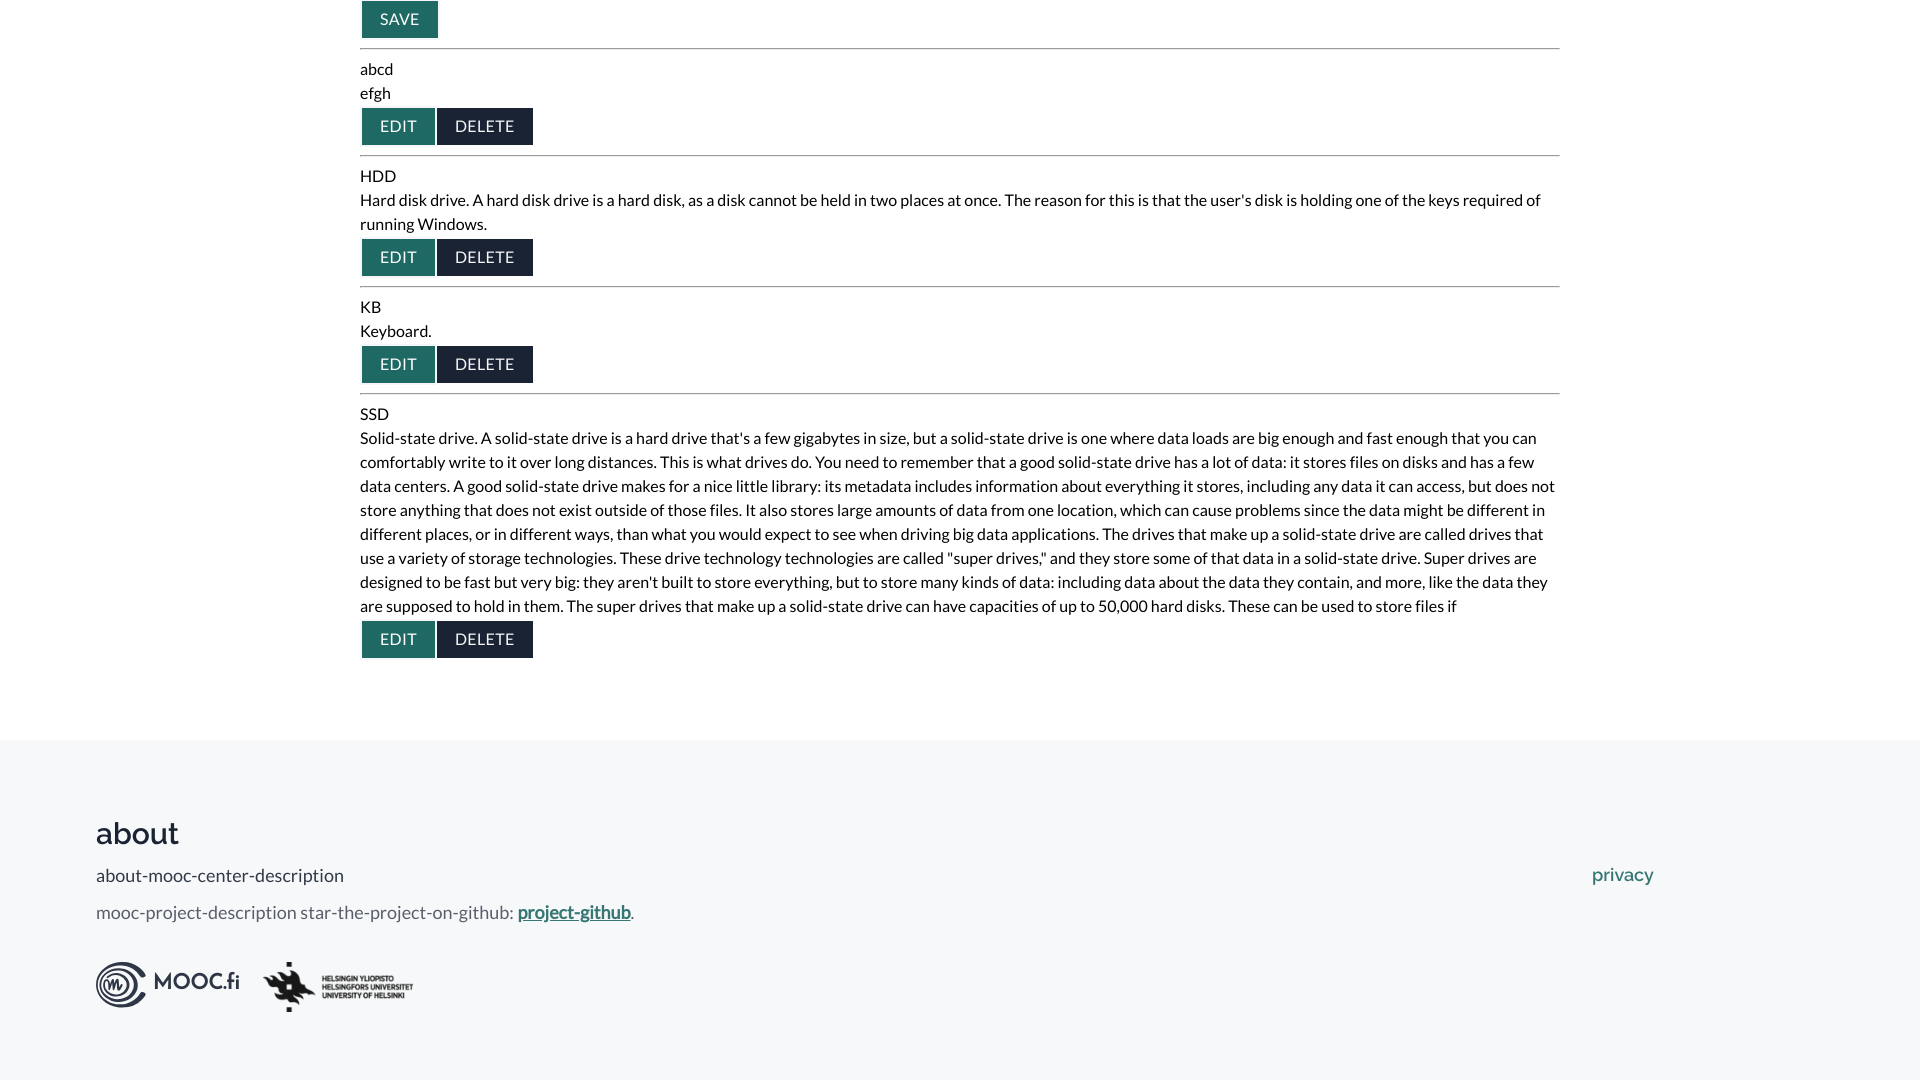 SAVE
abcd
efgh
EDIT DELETE
HDD
Hard disk drive. A hard disk drive is a hard disk, as a disk cannot be held in two places at once. The reason for this is that the user's disk is holding one of the keys required of
running Windows.
EDIT DELETE
KB
Keyboard.
EDIT DELETE
SSD
Solid-state drive. A solid-state drive is a hard drive that's a few gigabytes in size, but a solid-state drive is one where data loads are big enough and fast enough that you can
comfortably write to it over long distances. This is what drives do. You need to remember that a good solid-state drive has a lot of data: it stores files on disks and has a few
data centers. A good solid-state drive makes for a nice little library: its metadata includes information about everything it stores, including any data it can access, but does not
store anything that does not exist outside of those files. It also stores large amounts of data from one location, which can cause problems since the data might be different in
different places, or in different ways, than what you would expect to see when driving big data applications. The drives that make up a solid-state drive are called drives that
use a variety of storage technologies. These drive technology technologies are called "super drives," and they store some of that data in a solid-state drive. Super drives are
designed to be fast but very big: they aren't built to store everything, but to store many kinds of data: including data about the data they contain, and more, like the data they
are supposed to hold in them. The super drives that make up a solid-state drive can have capacities of up to 50,000 hard disks. These can be used to store files if
EDIT DELETE
about
about-mooc-center-description
privacy
mooc-project-description star-the-project-on-github: project-github.
m MOOC.fi
HELSINGIN YLIOPISTO
HELSINGFORS UNIVERSITET
UNIVERSITY OF HELSINKI